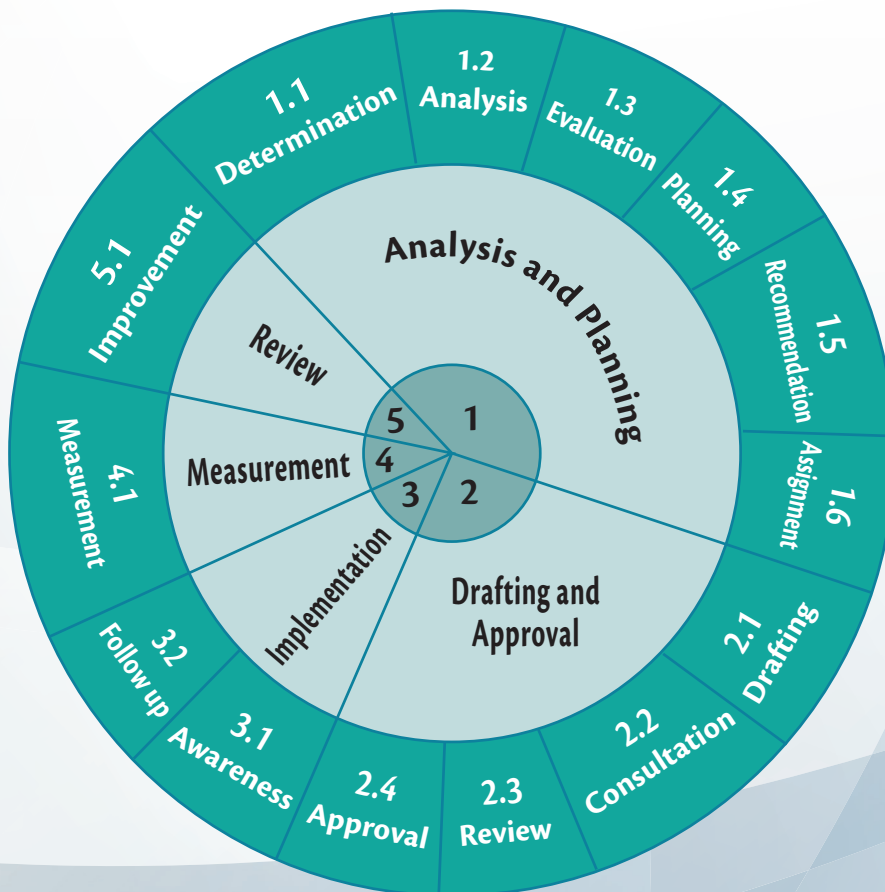 1
Analysis and Planning
1.1
Determination
1.2
Analysis
1.3
Evaluation
1.4
Planning
1.5
Recommendation
1.6
Assignment
2
Drafting and
Approval
2.1
Drafting
2.2
Consultation
2.3
Review
2.4
Approval
3
Implementation
3.1
Awareness
3.2
Follow up
4
Measurement
4.1
Measurement
5
Review
5.1
Improvement